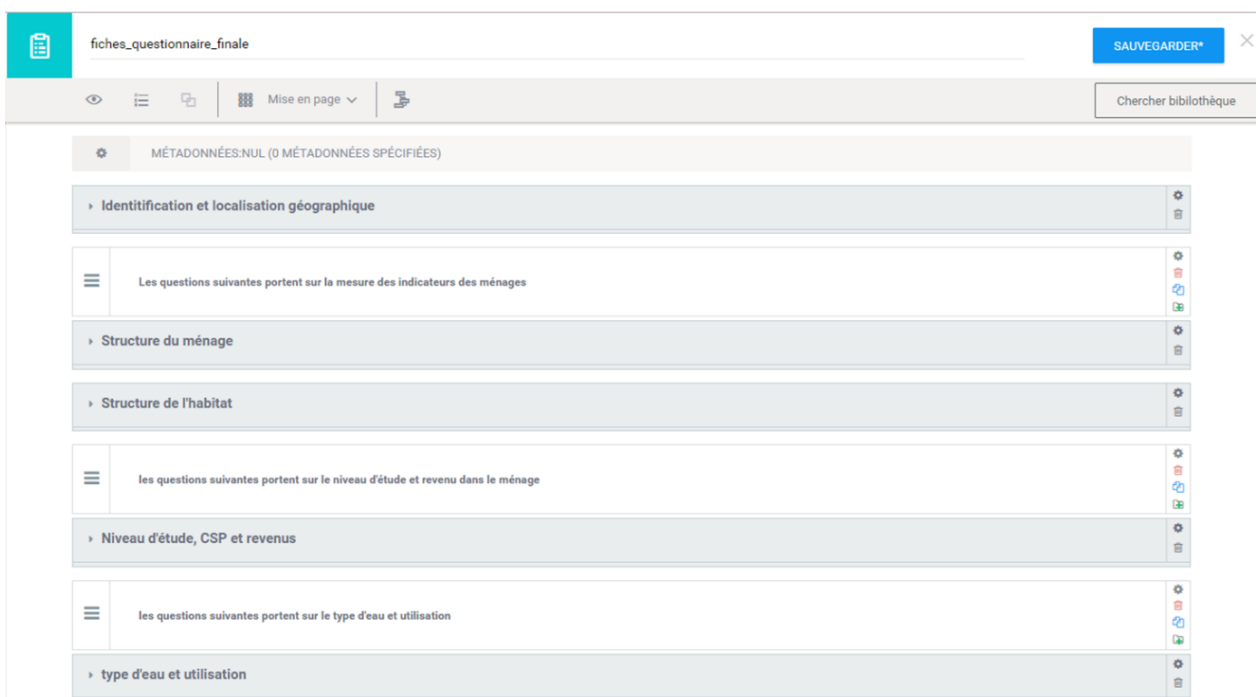 fiches_questionnaire_finale
SAUVEGARDER*
Mise en page
Chercher bibilothèque
MÉTADONNÉES:NUL (0 MÉTADONNÉES SPÉCIFIÉES)
Identitification et localisation géographique
Les questions suivantes portent sur la mesure des indicateurs des ménages
Structure du ménage
Structure de l'habitat
les questions suivantes portent sur le niveau d'étude et revenu dans le ménage
Niveau d'étude, CSP et revenus
les questions suivantes portent sur le type d'eau et utilisation
type d'eau et utilisation